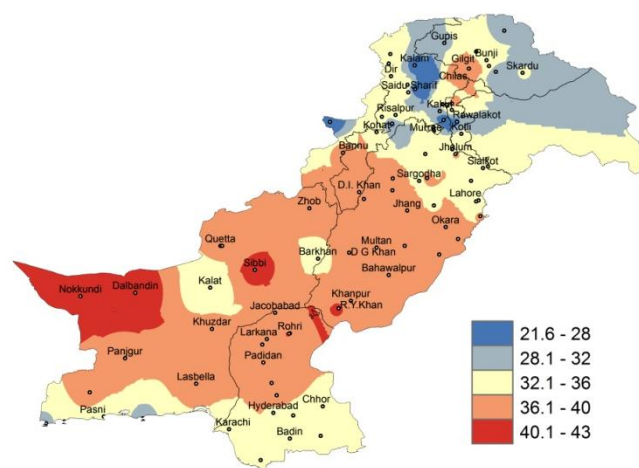 Gupis
Kalam
Gilgit
Bunji
Dir
Chilas
Skardu
Saidu Sharif
Kakul
Risalpur
Rawalakot
Kohat
Murree
Kotli
Bannu
Jhalum
Sialkot
D.I. Khan
Sargodha
Zhob
Jhang
Lahore
Okara
Quetta
Multan
Barkhan
D G Khan
Sibbi
Bahawalpur
Nokkundi
Dalbandin
Kalat
Khanpur
Jacobabad
R.Y.Khan
Khuzdar
Larkana
Rohri
Panjgur
Padidan
Lasbella
Pasni
Hyderabad
Chhor
Karachi
Badin
21.6 - 28
28.1 - 32
32.1 - 36
36.1 - 40
40.1 - 43